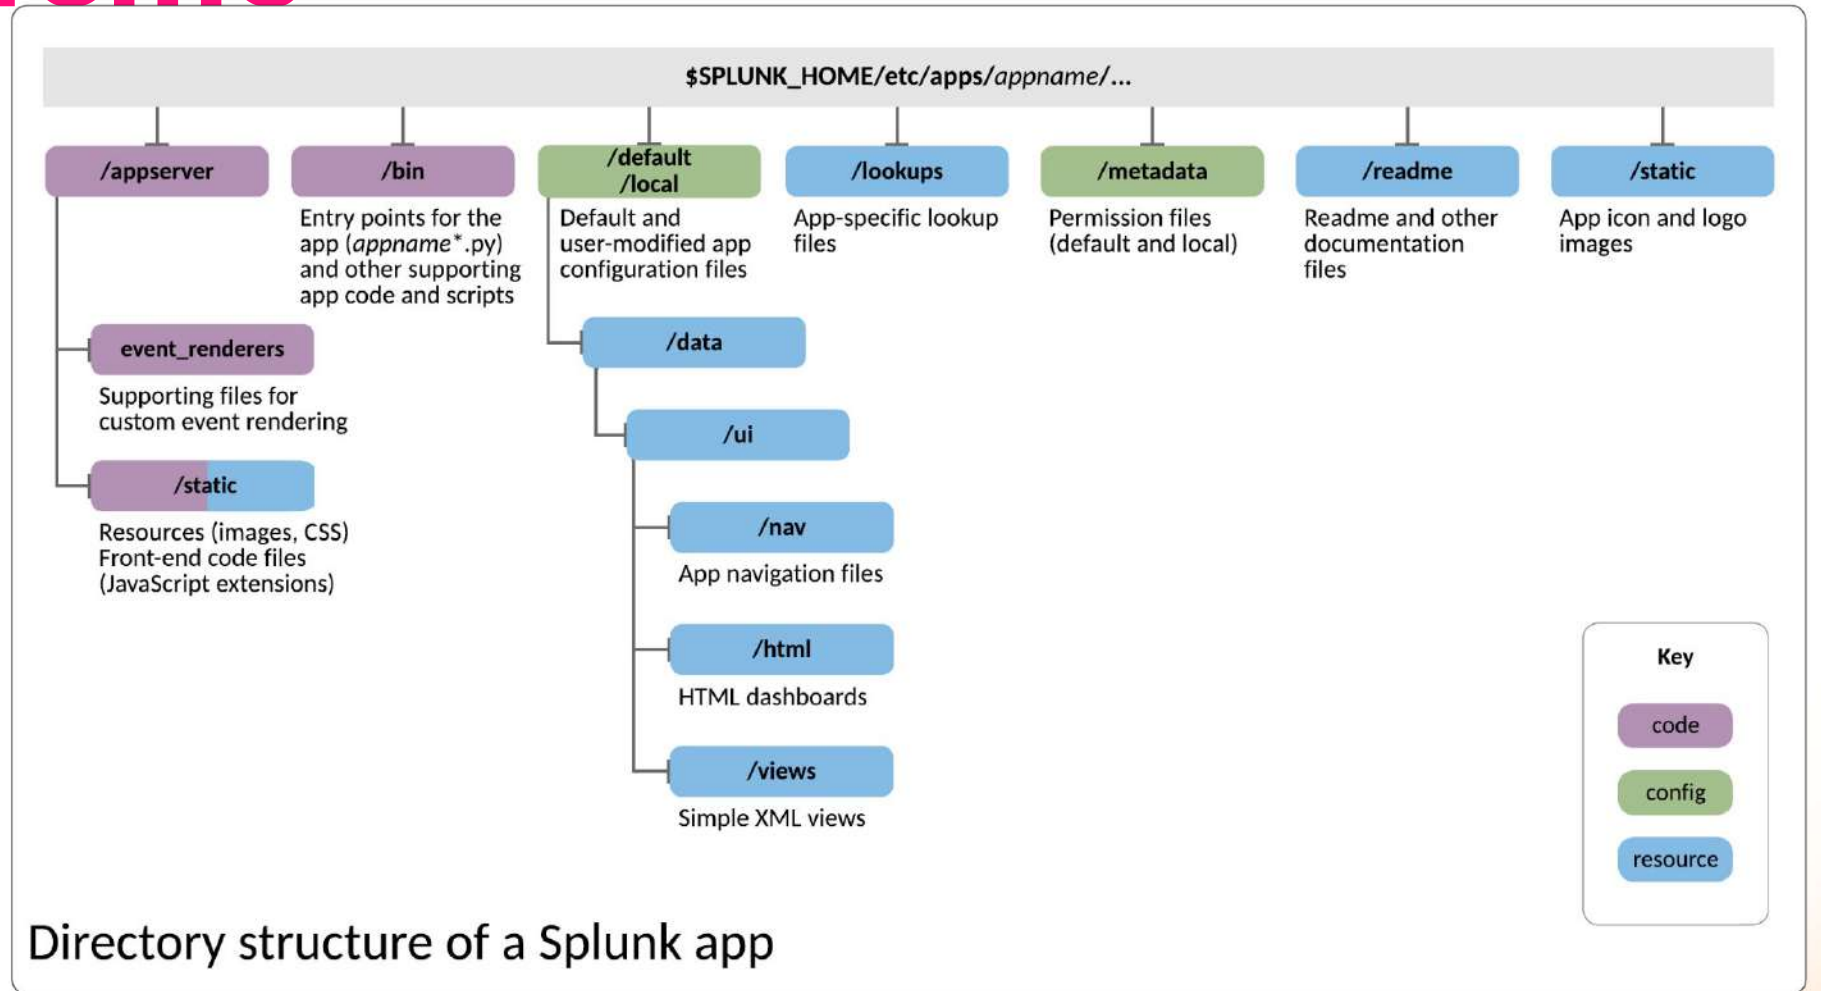 $SPLUNK_HOME/etc/apps/appname/...
/appserver
/bin
Entry points for the
app (appname*.py)
and other supporting
app code and scripts
/default
/local
Default and
user-modified app
configuration files
/lookups
App-specific lookup
files
/metadata
Permission files
(default and local)
/readme
Readme and other
documentation
files
/static
App icon and logo
images
event_renderers
Supporting files for
custom event rendering
/static
Resources (images, CSS)
Front-end code files
(JavaScript extensions)
/data
/ui
/nav
App navigation files
/html
HTML dashboards
/views
Simple XML views
Key
code
config
resource
Directory structure of a Splunk app